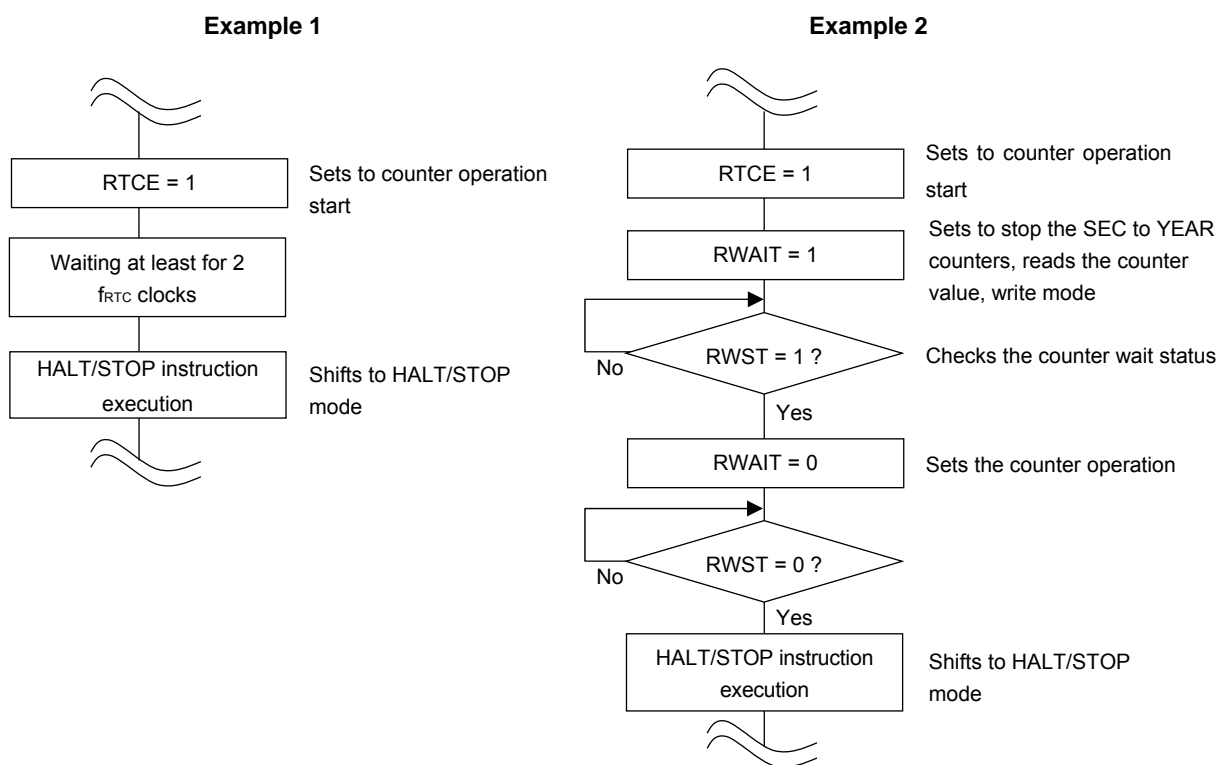 Example 1
RTCE = 1
Sets to counter operation
start
Waiting at least for 2
fRTC clocks
HALT/STOP instruction
execution
Shifts to HALT/STOP
mode
Example 2
RTCE = 1
Sets to counter operation
start
RWAIT = 1
Sets to stop the SEC to YEAR
counters, reads the counter
value, write mode
RWST = 1 ?
No
Checks the counter wait status
Yes
RWAIT = 0
Sets the counter operation
RWST = 0 ?
No
Yes
HALT/STOP instruction
execution
Shifts to HALT/STOP
mode